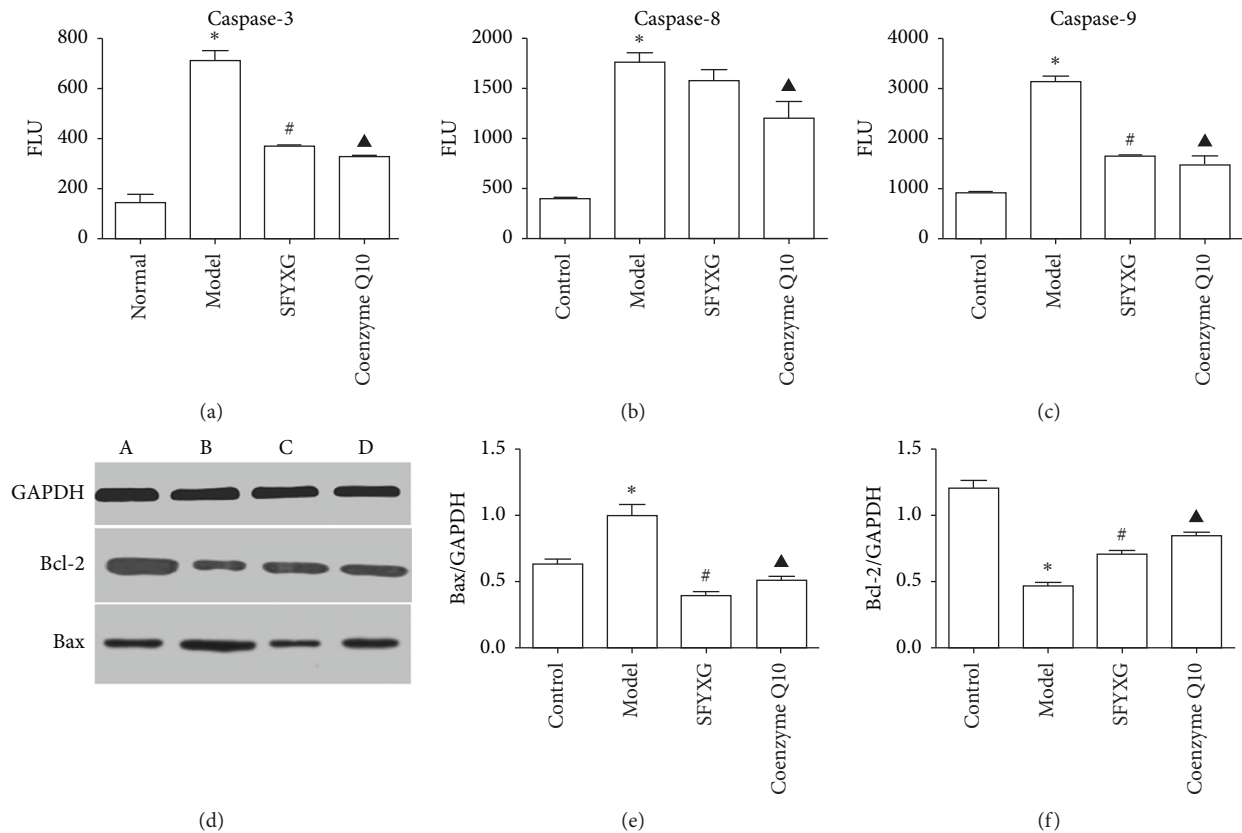 Caspase-3
FLU
800
600
400
200
0
*
#
▲
Normal
Model
SFYXG
Coenzyme Q10
(a)
Caspase-8
FLU
2000
1500
1000
500
0
*
▲
Control
Model
SFYXG
Coenzyme Q10
(b)
Caspase-9
FLU
4000
3000
2000
1000
0
*
#
▲
Control
Model
SFYXG
Coenzyme Q10
(c)
A B C D
GAPDH
Bcl-2
Bax
(d)
Bax/GAPDH
1.5
1.0
0.5
0.0
*
#
▲
Control
Model
SFYXG
Coenzyme Q10
(e)
Bcl-2/GAPDH
1.5
1.0
0.5
0.0
*
#
▲
Control
Model
SFYXG
Coenzyme Q10
(f)